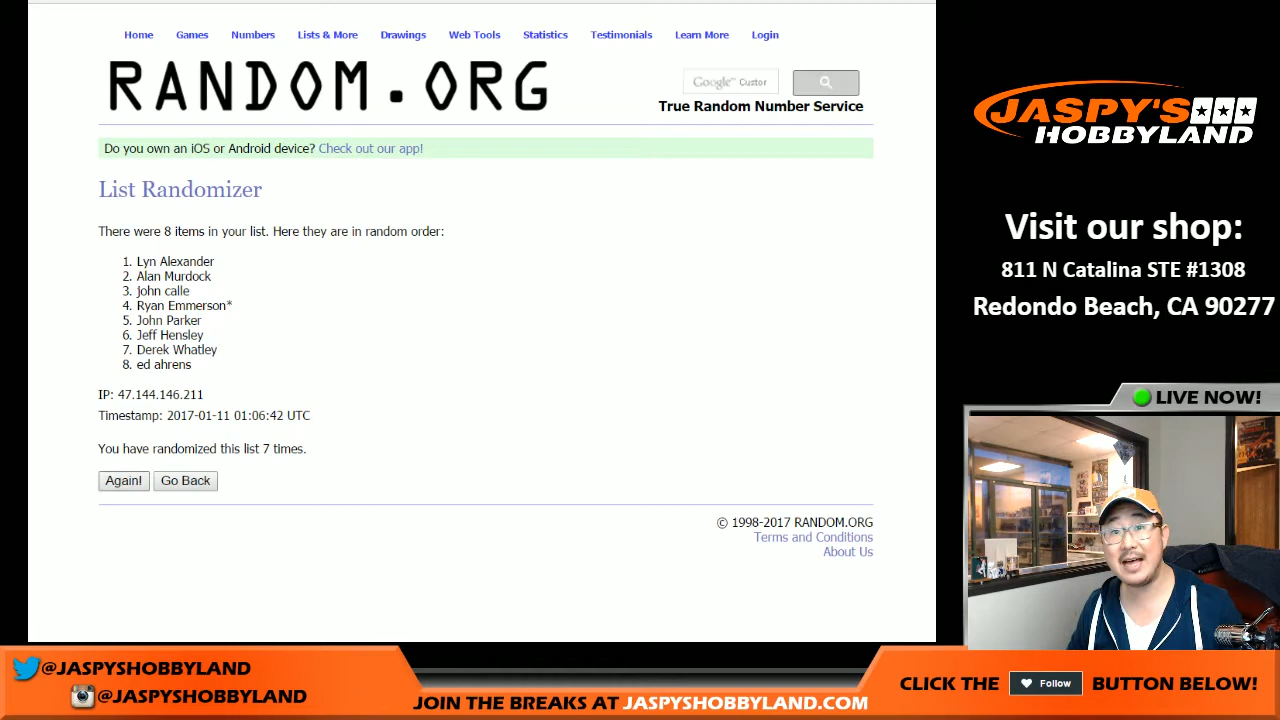 Home Games Numbers Lists & More Drawings Web Tools Statistics Testimonials Learn More Login
RANDOM.ORG
Google™ Custor
True Random Number Service
Do you own an iOS or Android device? Check out our app!
List Randomizer
There were 8 items in your list. Here they are in random order:
1. Lyn Alexander
2. Alan Murdock
3. john calle
4. Ryan Emmerson*
5. John Parker
6. Jeff Hensley
7. Derek Whatley
8. ed ahrens
IP: 47.144.146.211
Timestamp: 2017-01-11 01:06:42 UTC
You have randomized this list 7 times.
Again! Go Back
© 1998-2017 RANDOM.ORG
Terms and Conditions
About Us
JASPY'S
HOBBYLAND
Visit our shop:
811 N Catalina STE #1308
Redondo Beach, CA 90277
LIVE NOW!
@JASPYSHOBBYLAND
@JASPYSHOBBYLAND
JOIN THE BREAKS AT JASPYSHOBBYLAND.COM
CLICK THE Follow BUTTON BELOW!